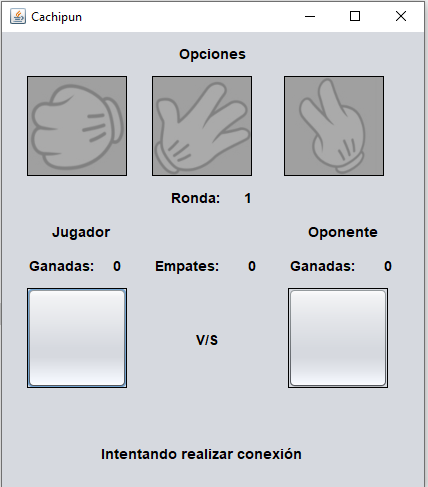 Cachipun
Opciones
Ronda: 1
Jugador Oponente
Ganadas: 0 Empates: 0 Ganadas: 0
V/S
Intentando realizar conexión